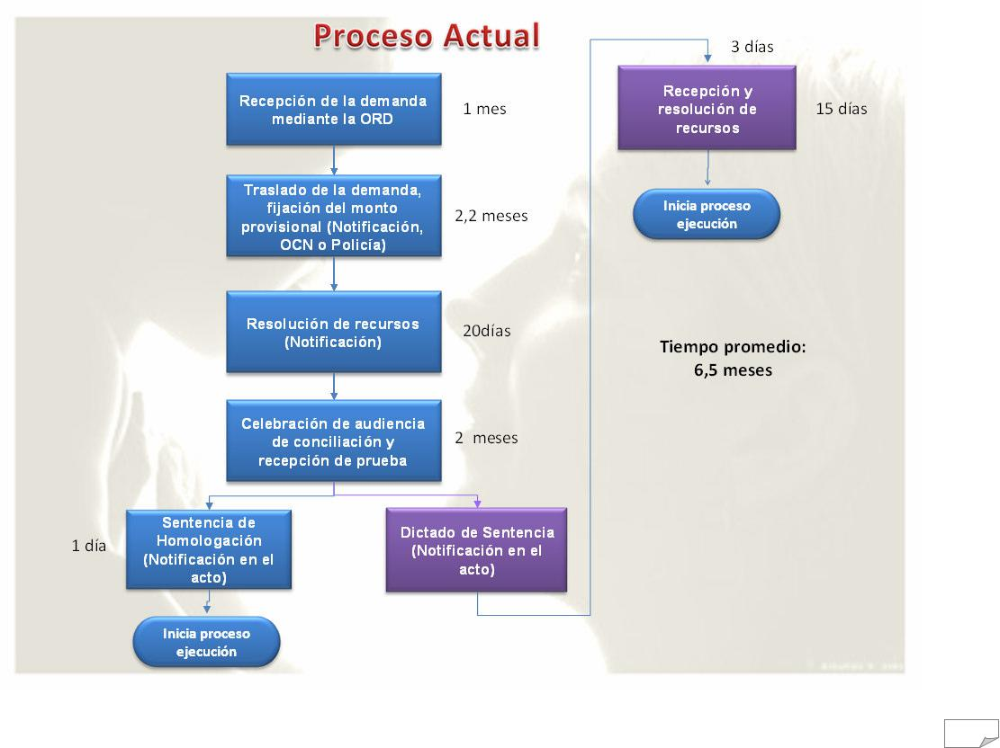 Proceso Actual
Recepción de la demanda
mediante la ORD
1 mes
Traslado de la demanda,
fijación del monto
provisional (Notificación,
OCN o Policía)
2,2 meses
Resolución de recursos
(Notificación)
20días
Celebración de audiencia
de conciliación y
recepción de prueba
2 meses
Sentencia de
Homologación
(Notificación en el
acto)
1 día
Inicia proceso
ejecución
Dictado de Sentencia
(Notificación en el
acto)
3 días
Recepción y
resolución de
recursos
15 días
Inicia proceso
ejecución
Tiempo promedio:
6,5 meses